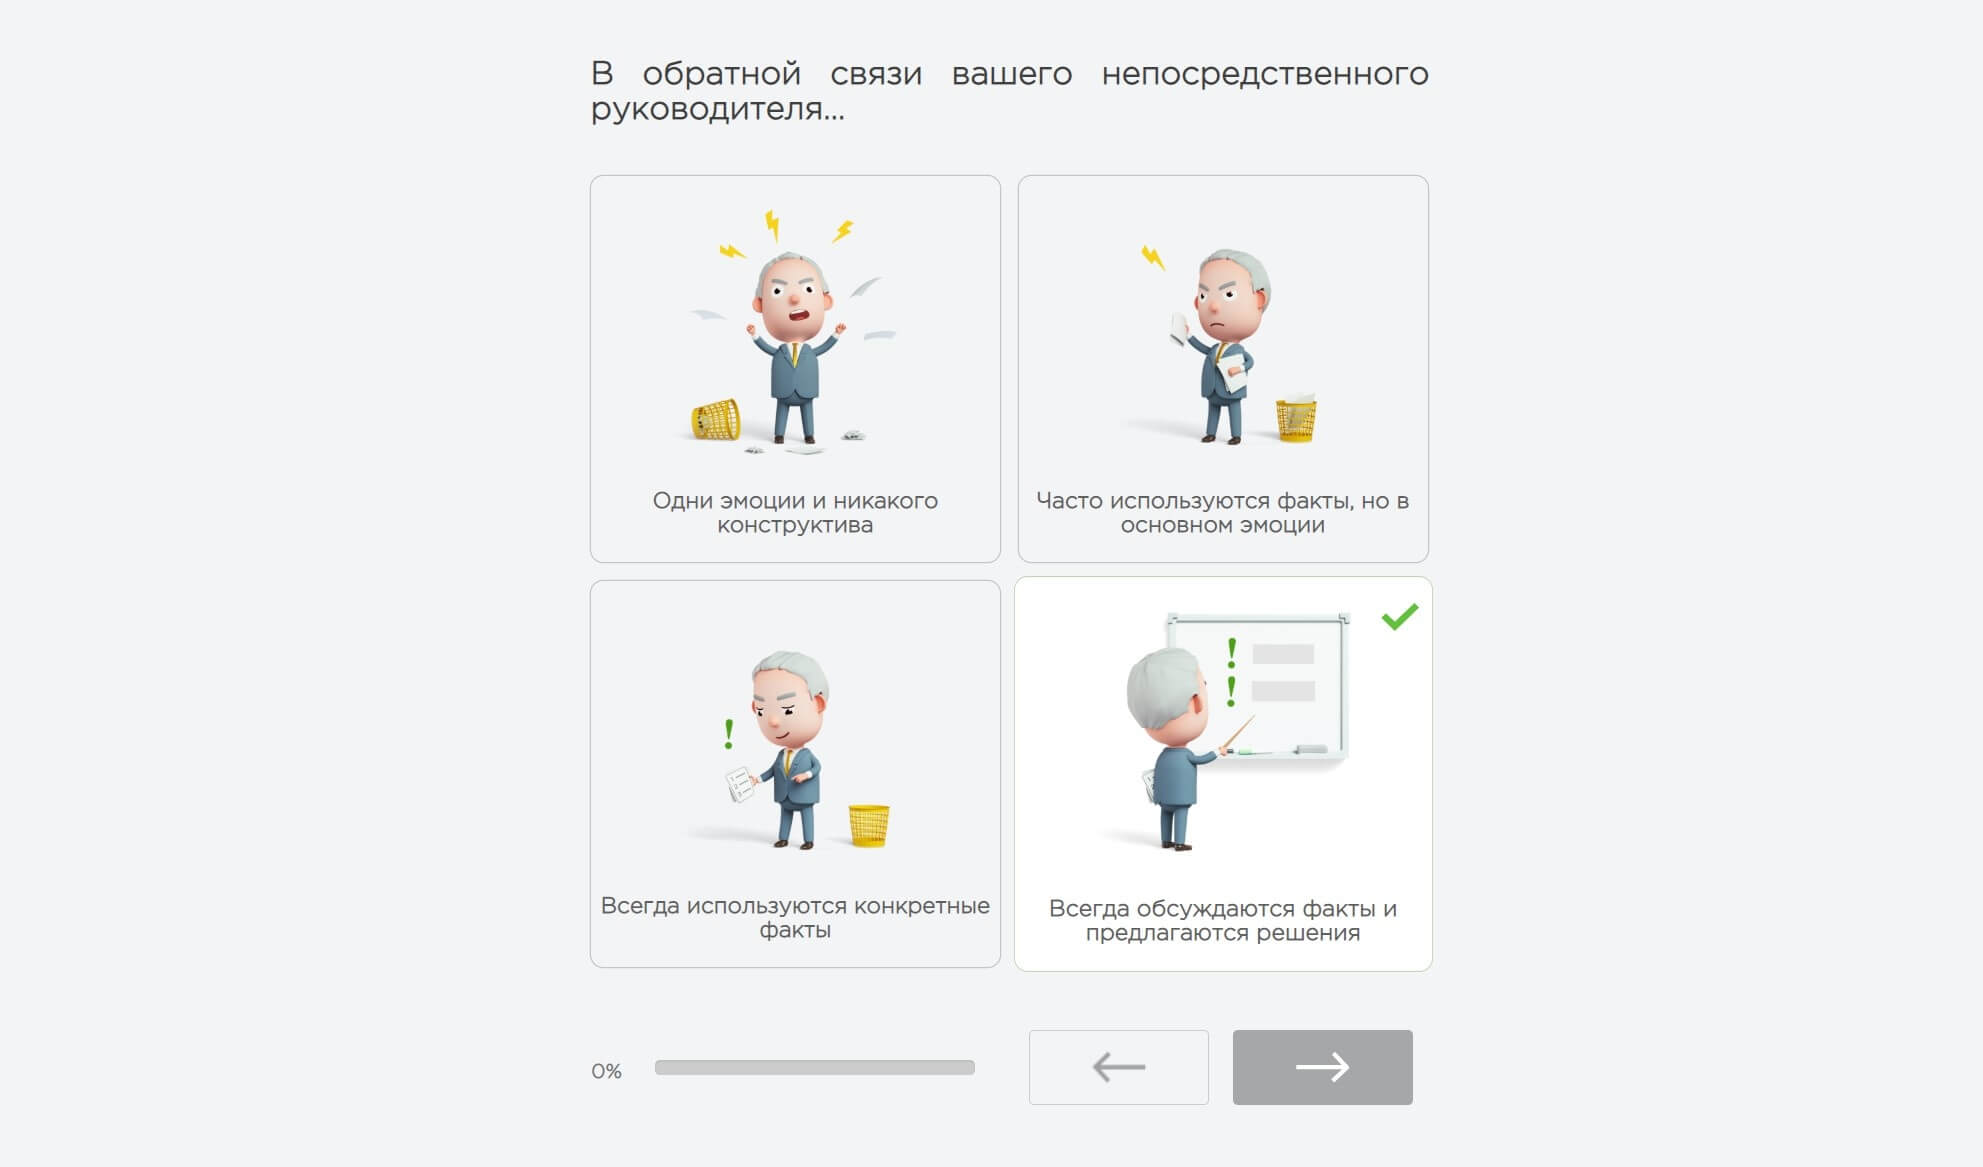 В обратной связи вашего непосредственного
руководителя...
Одни эмоции и никакого
конструктива
Часто используются факты, но в
основном эмоции
Всегда используются конкретные
факты
Всегда обсуждаются факты и
предлагаются решения
0%